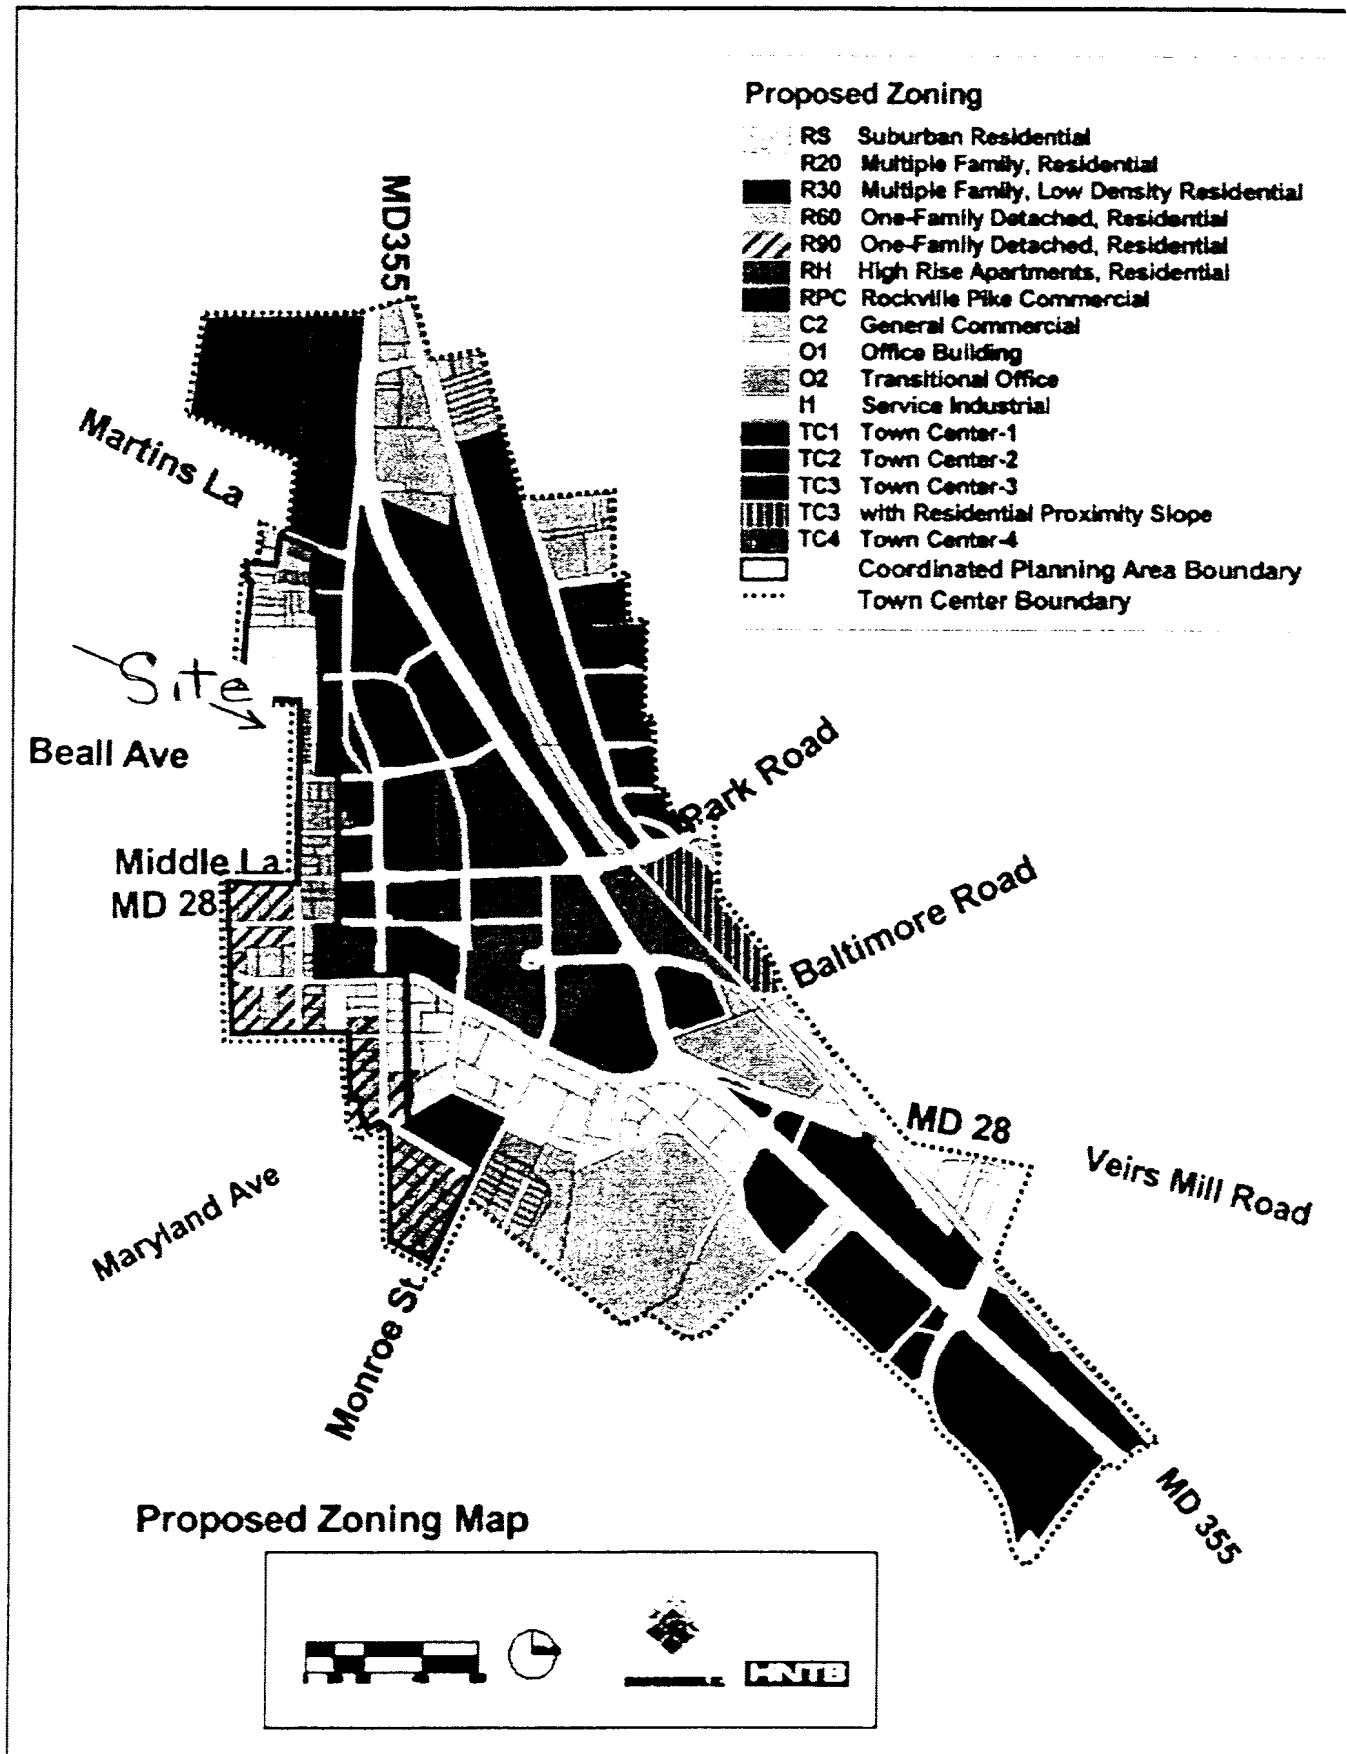 Proposed Zoning
RS Suburban Residential
R20 Multiple Family, Residential
R30 Multiple Family, Low Density Residential
R60 One-Family Detached, Residential
R90 One-Family Detached, Residential
RH High Rise Apartments, Residential
RPC Rockville Pike Commercial
C2 General Commercial
O1 Office Building
O2 Transitional Office
I1 Service Industrial
TC1 Town Center-1
TC2 Town Center-2
TC3 Town Center-3
TC3 with Residential Proximity Slope
TC4 Town Center-4
Coordinated Planning Area Boundary
Town Center Boundary
MD355
Martins La
Site
Beall Ave
Park Road
Middle La
MD 28
Baltimore Road
MD 28
Veirs Mill Road
Maryland Ave
Monroe St.
MD 355
Proposed Zoning Map
HNTB